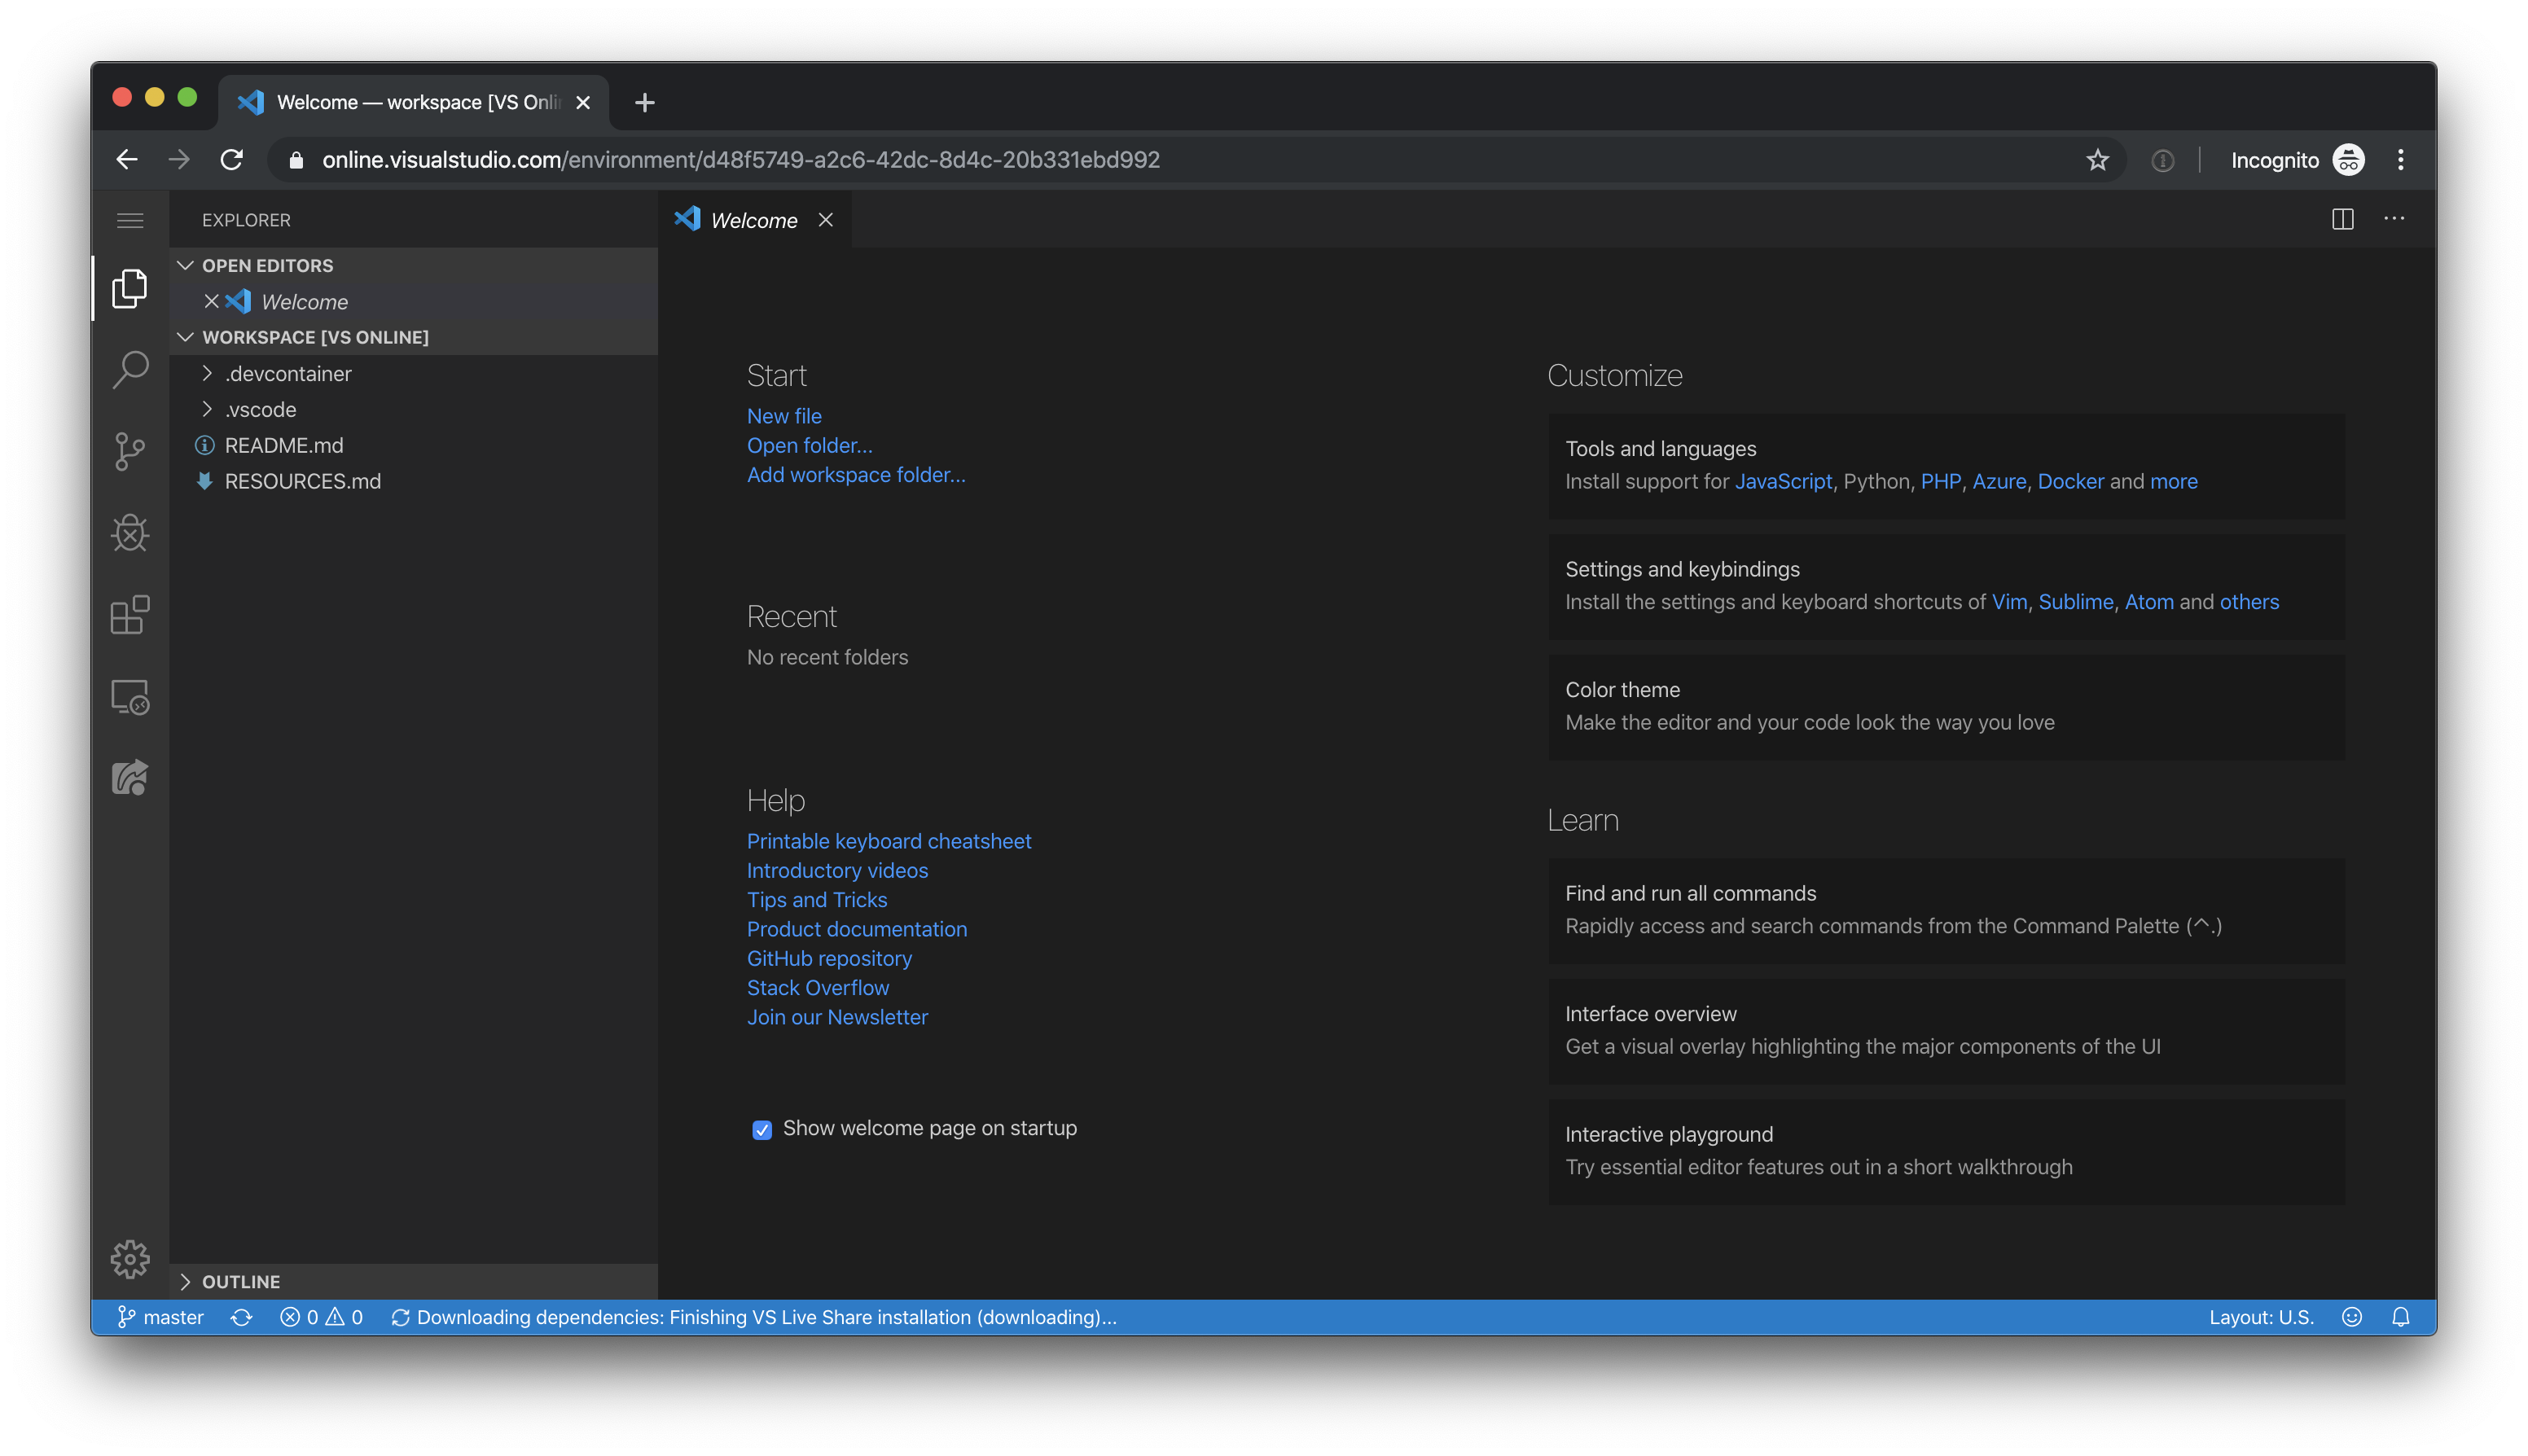 Welcome — workspace [VS Onli
online.visualstudio.com/environment/d48f5749-a2c6-42dc-8d4c-20b331ebd992
Incognito
EXPLORER
OPEN EDITORS
Welcome
WORKSPACE [VS ONLINE]
.devcontainer
.vscode
README.md
RESOURCES.md
OUTLINE
Welcome
Start
New file
Open folder...
Add workspace folder...
Recent
No recent folders
Help
Printable keyboard cheatsheet
Introductory videos
Tips and Tricks
Product documentation
GitHub repository
Stack Overflow
Join our Newsletter
Show welcome page on startup
Customize
Tools and languages
Install support for JavaScript, Python, PHP, Azure, Docker and more
Settings and keybindings
Install the settings and keyboard shortcuts of Vim, Sublime, Atom and others
Color theme
Make the editor and your code look the way you love
Learn
Find and run all commands
Rapidly access and search commands from the Command Palette (^.)
Interface overview
Get a visual overlay highlighting the major components of the UI
Interactive playground
Try essential editor features out in a short walkthrough
master 0 0 Downloading dependencies: Finishing VS Live Share installation (downloading)... Layout: U.S.